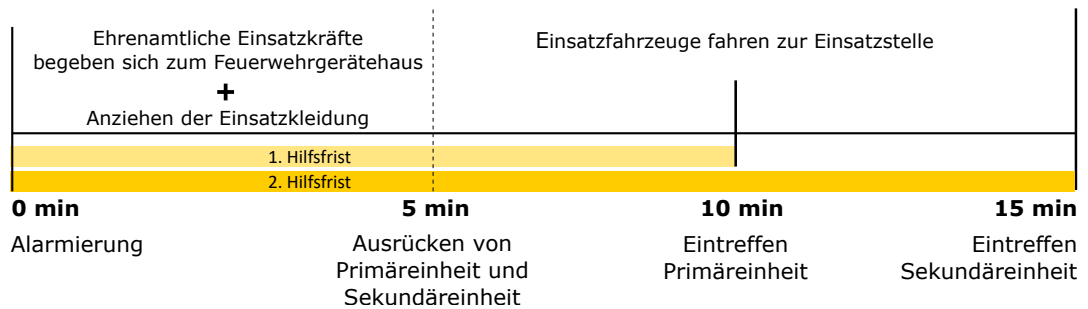 Ehrenamtliche Einsatzkräfte
begeben sich zum Feuerwehrgerätehaus
+
Anziehen der Einsatzkleidung
Einsatzfahrzeuge fahren zur Einsatzstelle
1. Hilfsfrist
2. Hilfsfrist
0 min
Alarmierung
5 min
Ausrücken von
Primäreinheit und
Sekundäreinheit
10 min
Eintreffen
Primäreinheit
15 min
Eintreffen
Sekundäreinheit